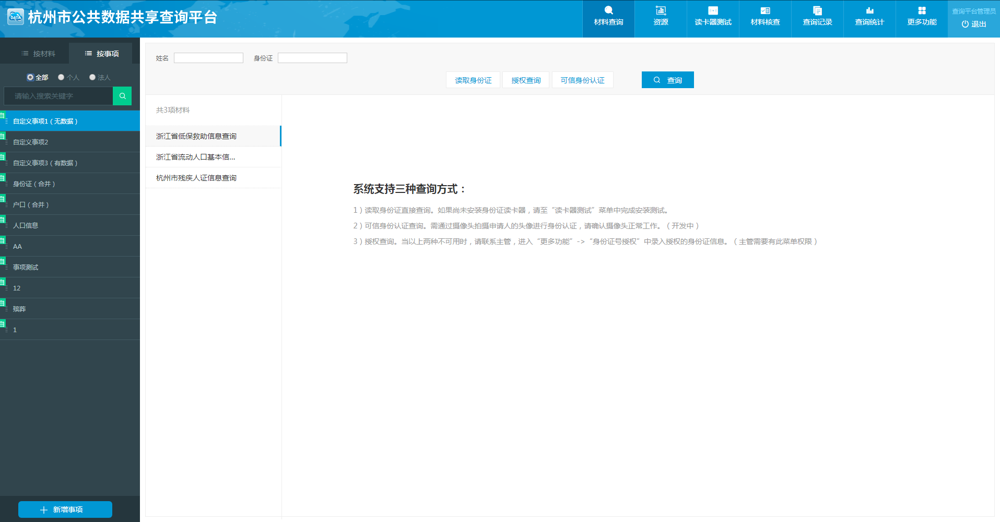 DATA
杭州市公共数据共享查询平台
材料查询
资源
读卡器测试
材料核查
查询记录
查询统计
更多功能
查询平台管理员
退出
按材料
按事项
全部 个人 法人
请输入搜索关键字
自
自定义事项1（无数据）
自
自定义事项2
自
自定义事项3（有数据）
自
身份证（合并）
自
户口（合并）
自
人口信息
自
AA
自
事项测试
自
12
自
殡葬
自
1
新增事项
姓名
身份证
读取身份证
授权查询
可信身份认证
查询
共3项材料
浙江省低保救助信息查询
浙江省流动人口基本信...
杭州市残疾人证信息查询
系统支持三种查询方式：
1）读取身份证直接查询。如果尚未安装身份证读卡器，请至“读卡器测试”菜单中完成安装测试。
2）可信身份认证查询。需通过摄像头拍摄申请人的头像进行身份认证，请确认摄像头正常工作。（开发中）
3）授权查询。当以上两种不可用时，请联系主管，进入“更多功能”->“身份证号授权”中录入授权的身份证信息。（主管需要有此菜单权限）